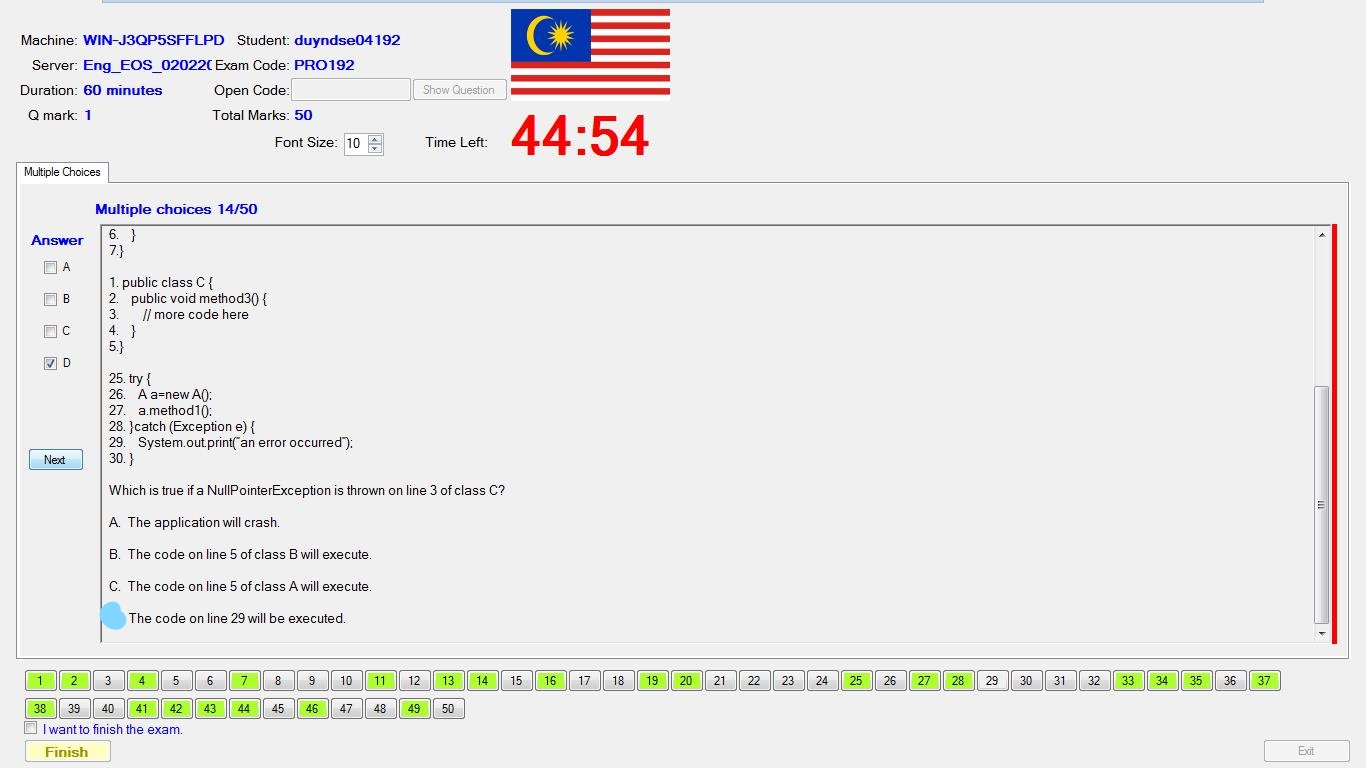 Machine: WIN-J3QP5SFFLPD Student: duyndse04192
Server: Eng_EOS_020220 Exam Code: PRO192
Duration: 60 minutes Open Code: Show Question
Q mark: 1 Total Marks: 50
Font Size: 10 Time Left: 44:54
Multiple Choices
Multiple choices 14/50
Answer
A
B
C
D
Next
6. }
7.}
1. public class C {
2. public void method3() {
3. // more code here
4. }
5.}
25. try {
26. A a=new A();
27. a.method1();
28. }catch (Exception e) {
29. System.out.print("an error occurred");
30. }
Which is true if a NullPointerException is thrown on line 3 of class C?
A. The application will crash.
B. The code on line 5 of class B will execute.
C. The code on line 5 of class A will execute.
The code on line 29 will be executed.
1 2 3 4 5 6 7 8 9 10 11 12 13 14 15 16 17 18 19 20 21 22 23 24 25 26 27 28 29 30 31 32 33 34 35 36 37
38 39 40 41 42 43 44 45 46 47 48 49 50
I want to finish the exam.
Finish Exit